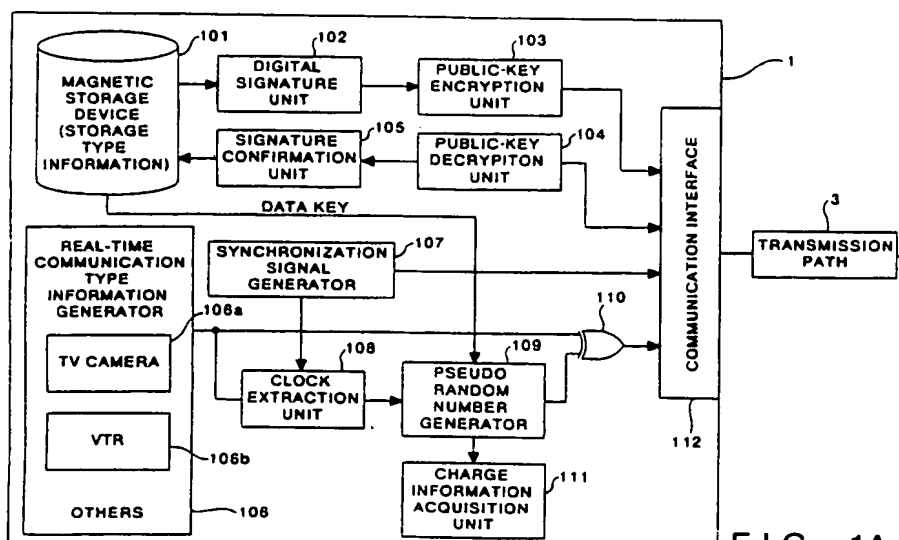 101
MAGNETIC
STORAGE
DEVICE
(STORAGE
TYPE
INFORMATION)
102
DIGITAL
SIGNATURE
UNIT
103
PUBLIC-KEY
ENCRYPTION
UNIT
1
105
SIGNATURE
CONFIRMATION
UNIT
104
PUBLIC-KEY
DECRYPITON
UNIT
DATA KEY
COMMUNICATION INTERFACE
112
3
TRANSMISSION
PATH
REAL-TIME
COMMUNICATION
TYPE
INFORMATION
GENERATOR
106a
TV CAMERA
VTR
106b
OTHERS
106
107
SYNCHRONIZATION
SIGNAL
GENERATOR
108
CLOCK
EXTRACTION
UNIT
109
PSEUDO
RANDOM
NUMBER
GENERATOR
110
CHARGE
INFORMATION
ACQUISITION
UNIT
111
FIG. 1A